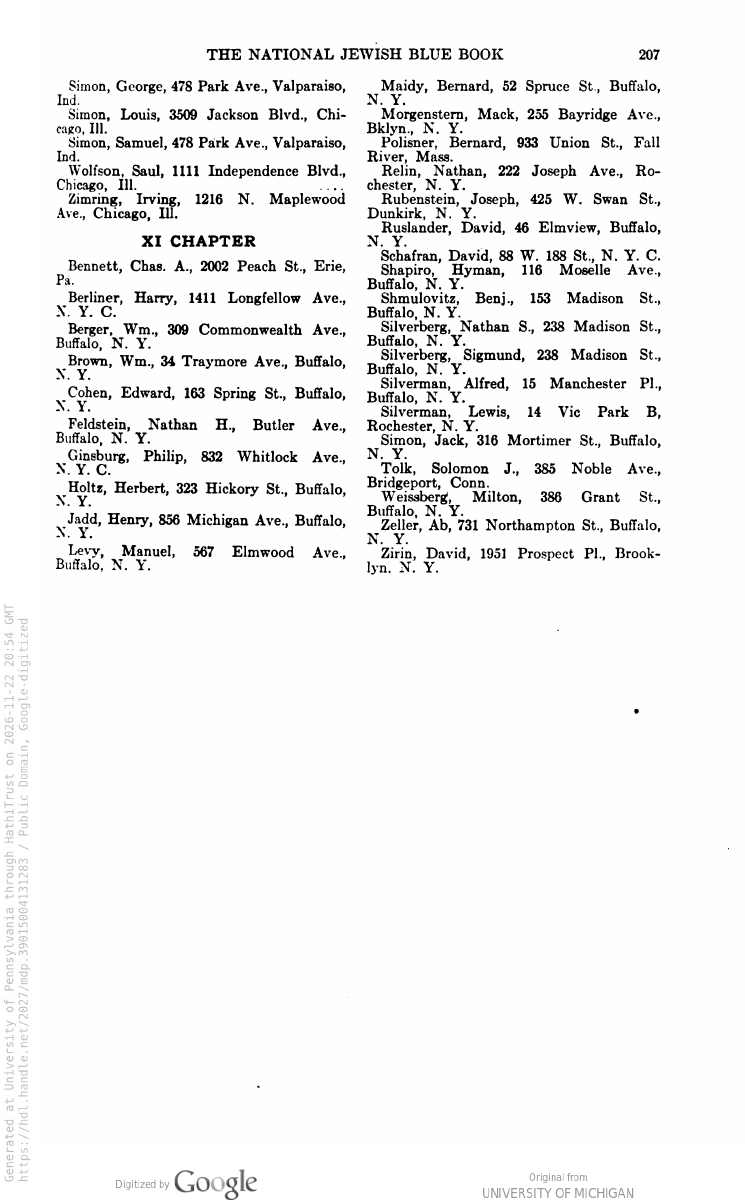 THE NATIONAL JEWISH BLUE BOOK 207
Simon, George, 478 Park Ave., Valparaiso,
Ind.
Simon, Louis, 3509 Jackson Blvd., Chi-
cago, Ill.
Simon, Samuel, 478 Park Ave., Valparaiso,
Ind.
Wolfson, Saul, 1111 Independence Blvd.,
Chicago, Ill.
Zimring, Irving, 1216 N. Maplewood
Ave., Chicago, Ill.
XI CHAPTER
Bennett, Chas. A., 2002 Peach St., Erie,
Pa.
Berliner, Harry, 1411 Longfellow Ave.,
N. Y. C.
Berger, Wm., 309 Commonwealth Ave.,
Buffalo, N. Y.
Brown, Wm., 34 Traymore Ave., Buffalo,
N. Y.
Cohen, Edward, 163 Spring St., Buffalo,
N. Y.
Feldstein, Nathan H., Butler Ave.,
Buffalo, N. Y.
Ginsburg, Philip, 832 Whitlock Ave.,
N. Y. C.
Holtz, Herbert, 323 Hickory St., Buffalo,
N. Y.
Jadd, Henry, 856 Michigan Ave., Buffalo,
N. Y.
Levy, Manuel, 567 Elmwood Ave.,
Buffalo, N. Y.
Maidy, Bernard, 52 Spruce St., Buffalo,
N. Y.
Morgenstern, Mack, 255 Bayridge Ave.,
Bklyn., N. Y.
Polisner, Bernard, 933 Union St., Fall
River, Mass.
Relin, Nathan, 222 Joseph Ave., Ro-
chester, N. Y.
Rubenstein, Joseph, 425 W. Swan St.,
Dunkirk, N. Y.
Ruslander, David, 46 Elmview, Buffalo,
N. Y.
Schafran, David, 88 W. 188 St., N. Y. C.
Shapiro, Hyman, 116 Moselle Ave.,
Buffalo, N. Y.
Shmulovitz, Benj., 153 Madison St.,
Buffalo, N. Y.
Silverberg, Nathan S., 238 Madison St.,
Buffalo, N. Y.
Silverberg, Sigmund, 238 Madison St.,
Buffalo, N. Y.
Silverman, Alfred, 15 Manchester Pl.,
Buffalo, N. Y.
Silverman, Lewis, 14 Vic Park B,
Rochester, N. Y.
Simon, Jack, 316 Mortimer St., Buffalo,
N. Y.
Tolk, Solomon J., 385 Noble Ave.,
Bridgeport, Conn.
Weissberg, Milton, 386 Grant St.,
Buffalo, N. Y.
Zeller, Ab, 731 Northampton St., Buffalo,
N. Y.
Zirin, David, 1951 Prospect Pl., Brook-
lyn. N. Y.
Generated at University of Pennsylvania through HathiTrust on 2026-11-22 20:54 GMT
https://hdl.handle.net/2027/mdp.39015004131283 / Public Domain, Google-digitized
Digitized by Google
Original from
UNIVERSITY OF MICHIGAN